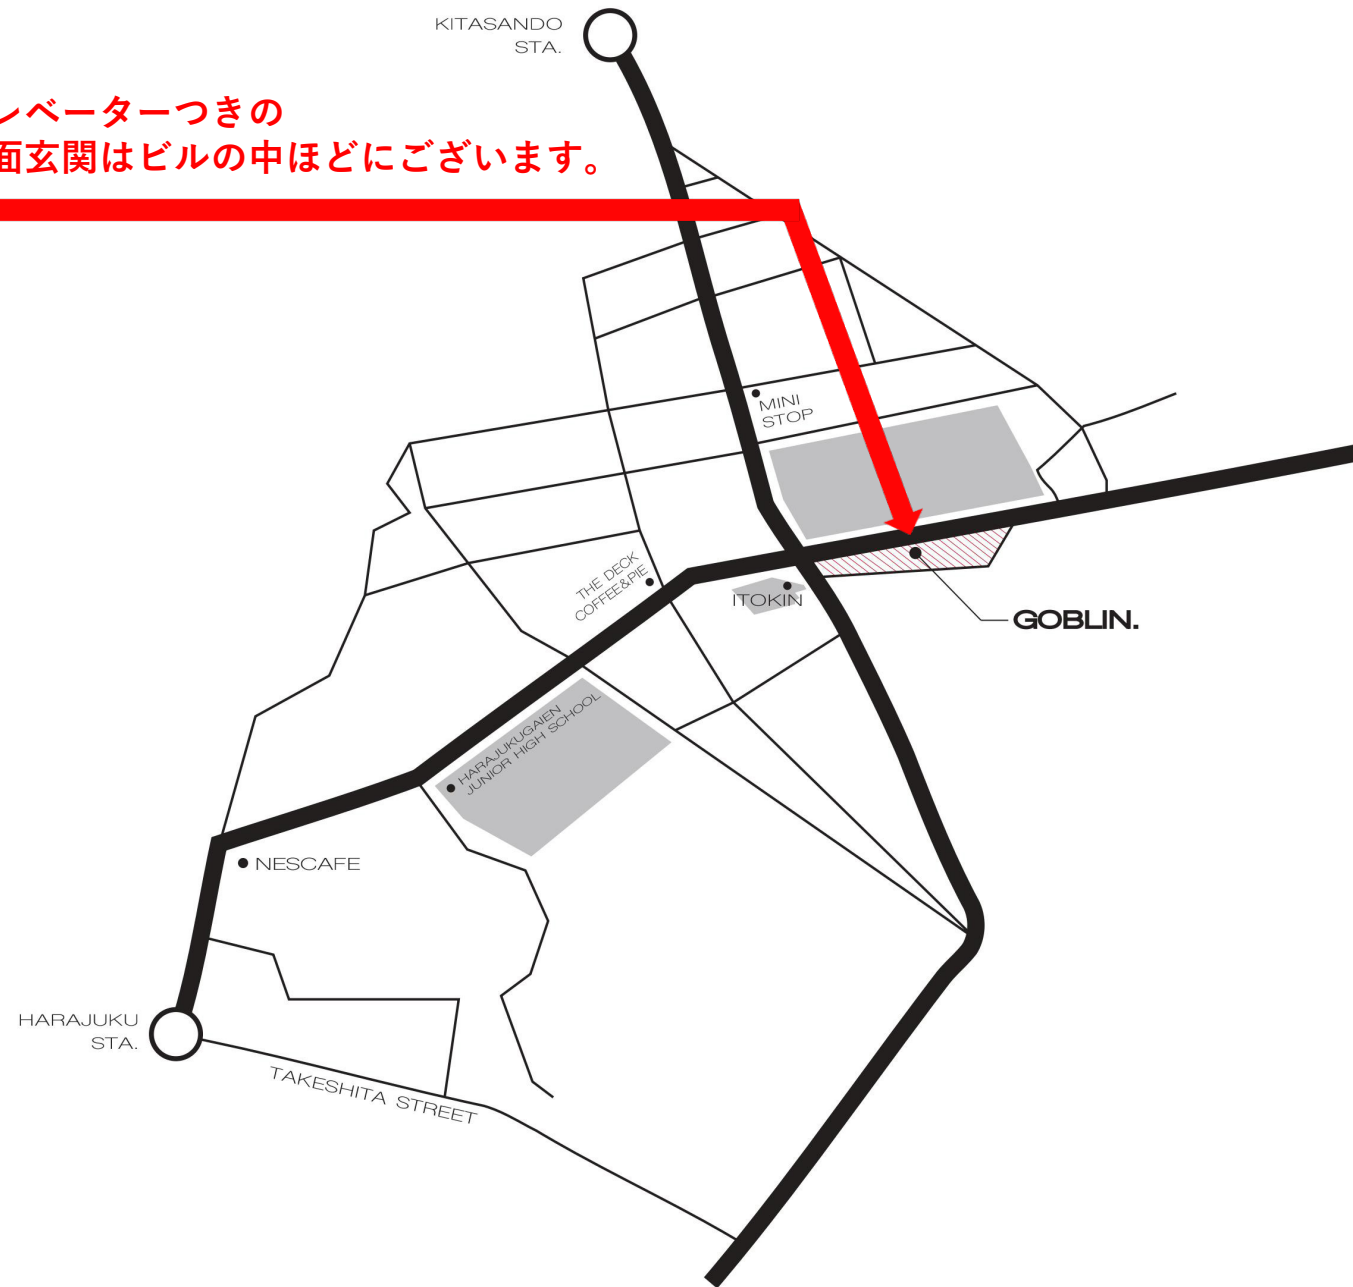 KITASANDO
STA.
レベーターつきの
面玄関はビルの中ほどにございます。
MINI
STOP
THE DECK
COFFEE&PIE
ITOKIN
GOBLIN.
HARAJUKUGAIEN
JUNIOR HIGH SCHOOL
NESCAFE
HARAJUKU
STA.
TAKESHITA STREET